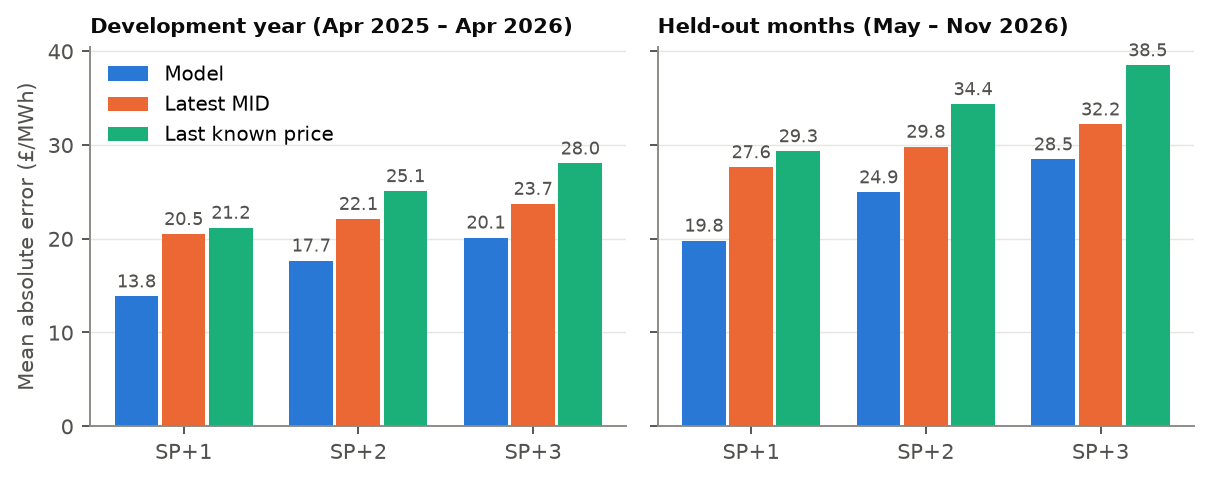 Development year (Apr 2025 – Apr 2026)
Held-out months (May – Nov 2026)
Mean absolute error (£/MWh)
40
30
20
10
0
Model
Latest MID
Last known price
13.8
20.5
21.2
17.7
22.1
25.1
20.1
23.7
28.0
SP+1
SP+2
SP+3
19.8
27.6
29.3
24.9
29.8
34.4
28.5
32.2
38.5
SP+1
SP+2
SP+3